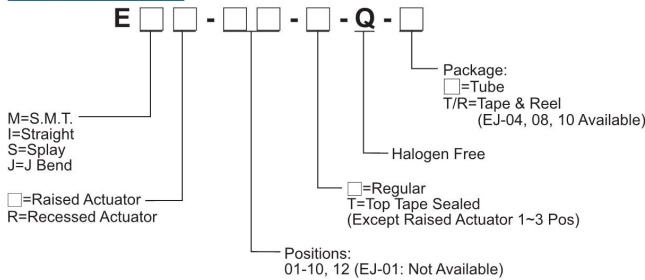 E□□-□□-□-Q-□
Package:
□=Tube
T/R=Tape & Reel
(EJ-04, 08, 10 Available)
M=S.M.T.
I=Straight
S=Splay
J=J Bend
Halogen Free
□=Raised Actuator
R=Recessed Actuator
□=Regular
T=Top Tape Sealed
(Except Raised Actuator 1~3 Pos)
Positions:
01-10, 12 (EJ-01: Not Available)